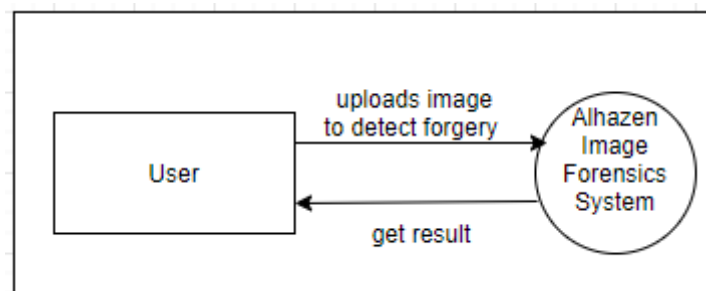 uploads image
to detect forgery
User
Alhazen
Image
Forensics
System
get result